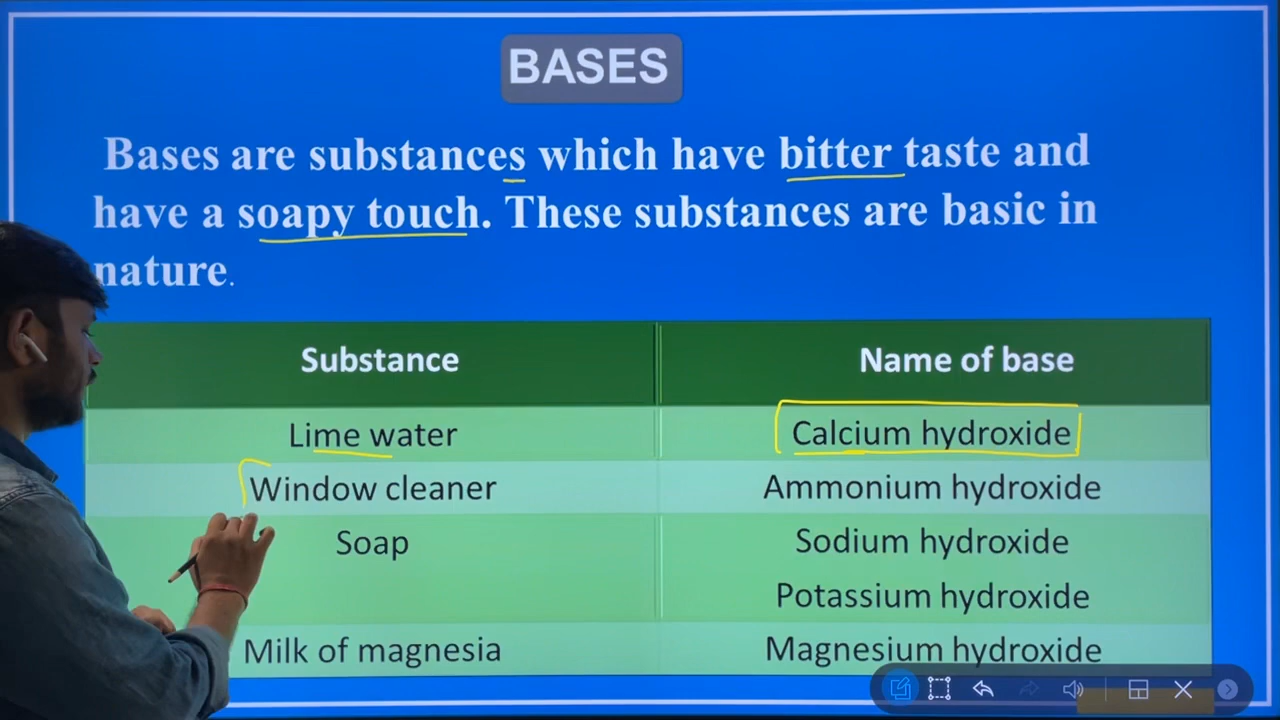 BASES
Bases are substances which have bitter taste and
have a soapy touch. These substances are basic in
nature.
Substance Name of base
Lime water Calcium hydroxide
Window cleaner Ammonium hydroxide
Soap Sodium hydroxide
Potassium hydroxide
Milk of magnesia Magnesium hydroxide